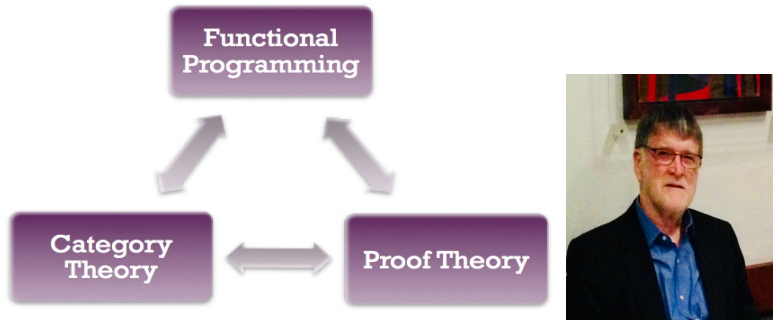 Functional
Programming
Category
Theory
Proof Theory